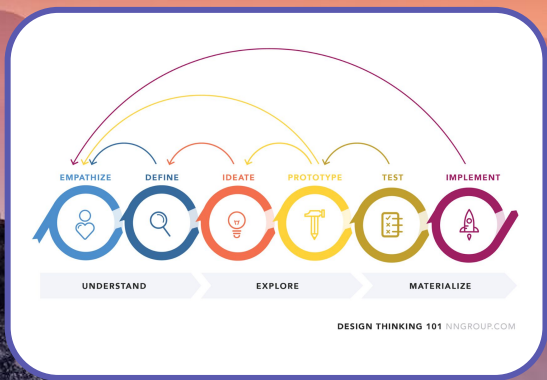 EMPATHIZE DEFINE IDEATE PROTOTYPE TEST IMPLEMENT
UNDERSTAND EXPLORE MATERIALIZE
DESIGN THINKING 101 NNGROUP.COM